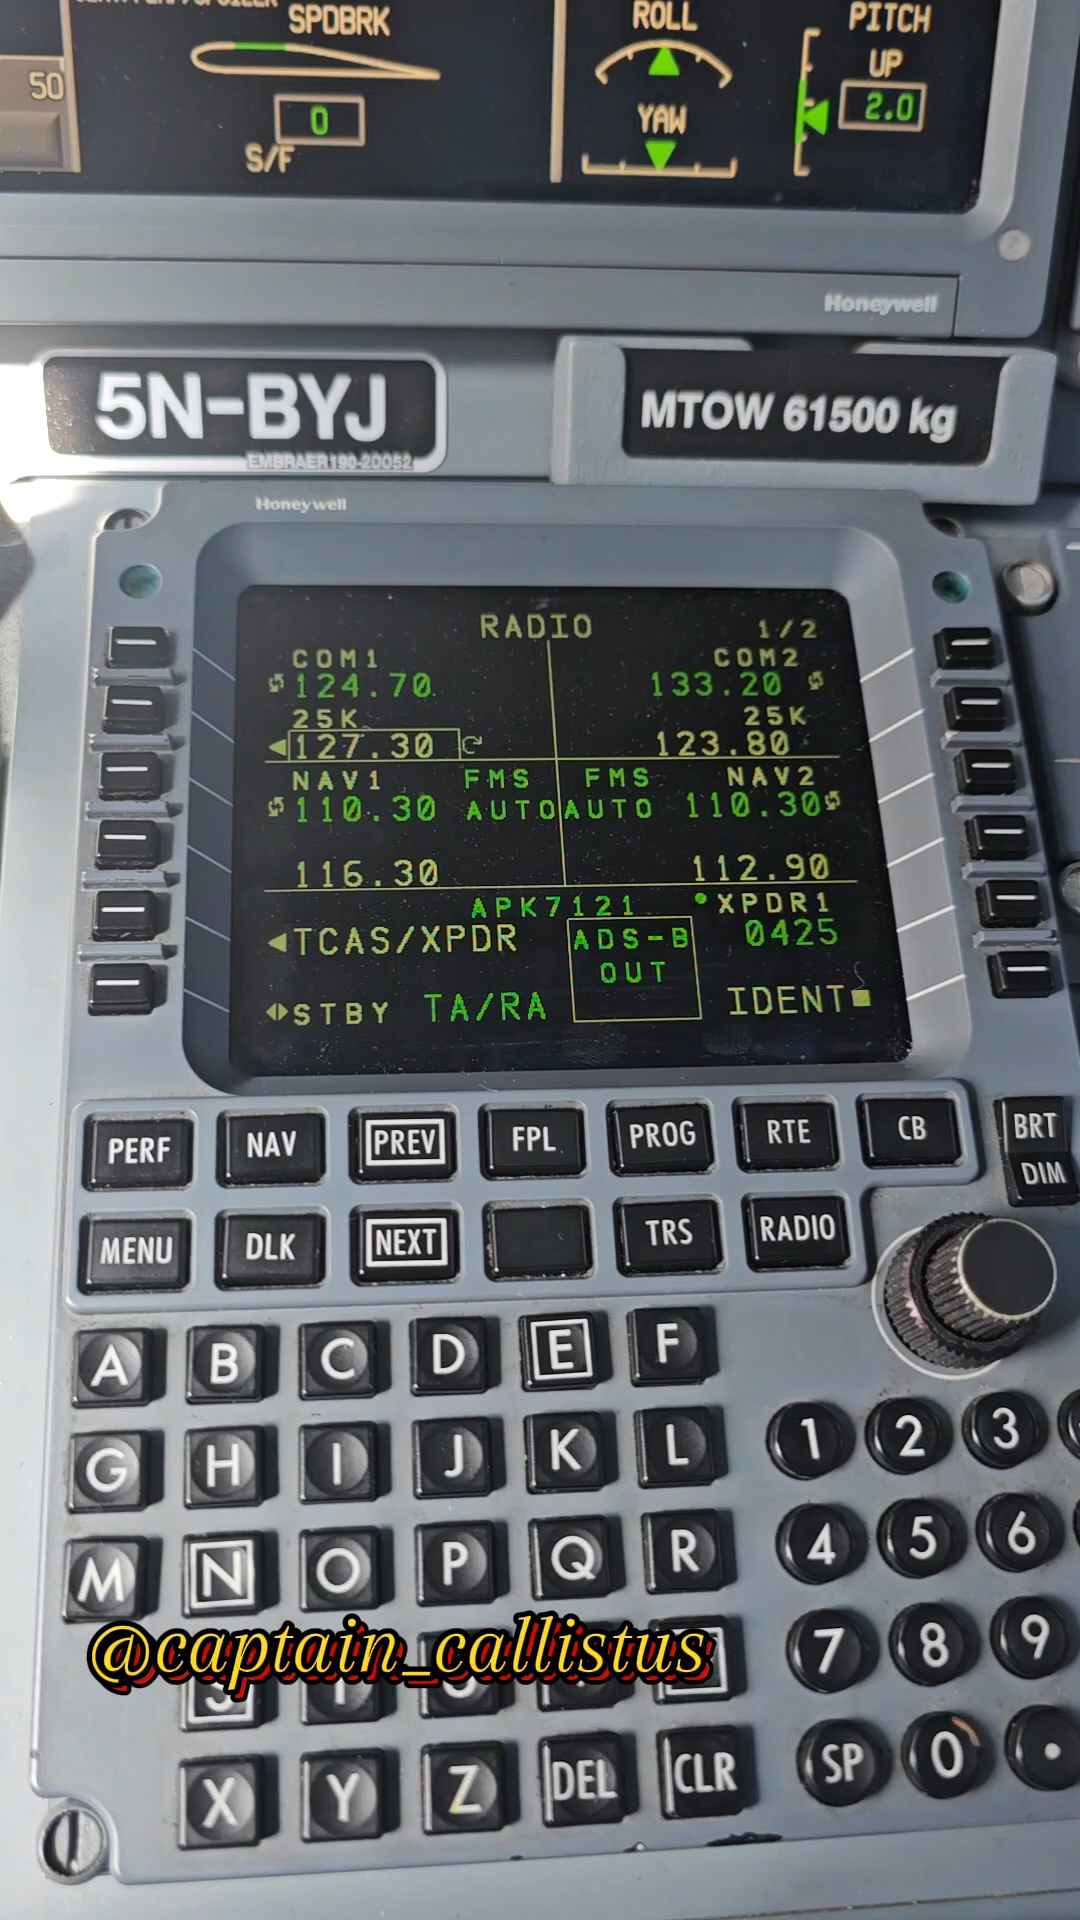 SPDBRK
50
0
S/F
ROLL
YAW
PITCH
UP
2.0
Honeywell
5N-BYJ
EMBRAER190-20052
MTOW 61500 kg
Honeywell
RADIO 1/2
COM1 COM2
124.70 133.20
25K 25K
127.30 123.80
NAV1 FMS FMS NAV2
110.30 AUTO AUTO 110.30
116.30 112.90
APK7121 XPDR1
TCAS/XPDR ADS-B 0425
OUT
STBY TA/RA IDENT
PERF NAV PREV FPL PROG RTE CB BRT
DIM
MENU DLK NEXT TRS RADIO
A B C D E F
G H I J K L 1 2 3
M N O P Q R 4 5 6
@captain_callistus
7 8 9
X Y Z DEL CLR SP 0 .